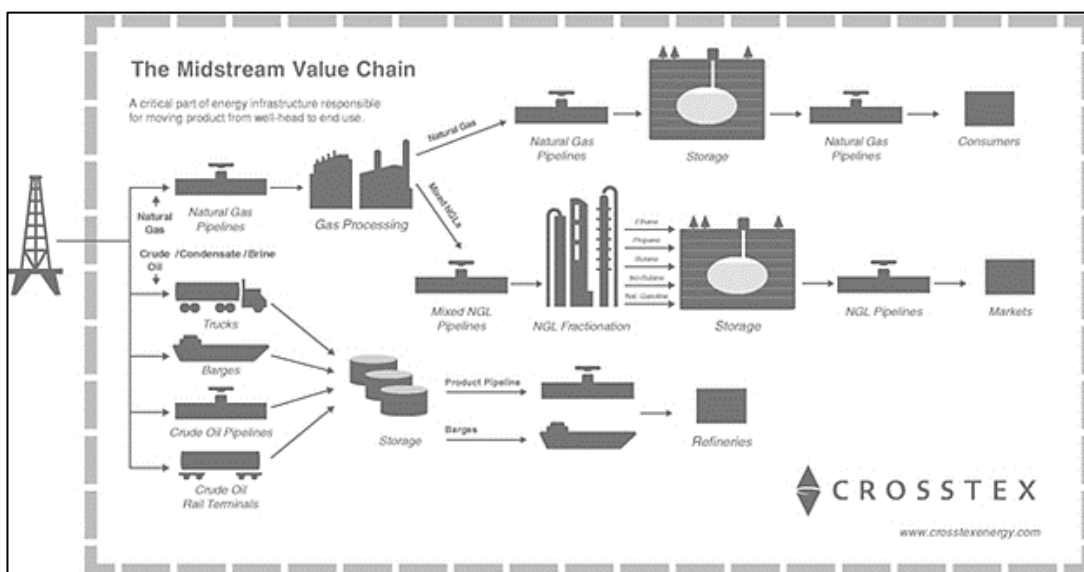 The Midstream Value Chain
A critical part of energy infrastructure responsible
for moving product from well-head to end use.
Natural Gas
Natural Gas
Pipelines
Storage
Natural Gas
Pipelines
Consumers
Natural
Gas
Natural Gas
Pipelines
Gas Processing
Mixed NGLs
Crude
Oil
/Condensate /Brine
Trucks
Mixed NGL
Pipelines
NGL Fractionation
Ethane
Propane
Butane
Iso-Butane
Nat. Gasoline
Storage
NGL Pipelines
Markets
Barges
Crude Oil Pipelines
Crude Oil
Rail Terminals
Storage
Product Pipeline
Barges
Refineries
CROSSTEX
www.crosstexenergy.com